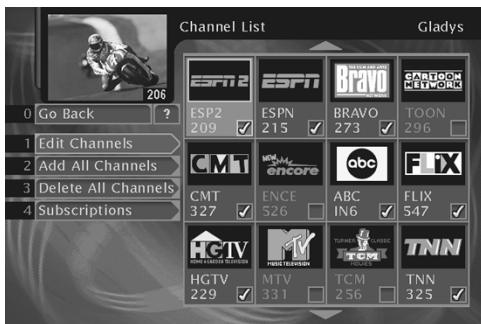 Channel List
Gladys
206
0 Go Back ?
1 Edit Channels
2 Add All Channels
3 Delete All Channels
4 Subscriptions
ESPN 2 ESPN Bravo CARTOON NETWORK
ESP2 ESPN BRAVO TOON
209 215 273 296
CMT NEW encore abc FLiX
CMT ENCE ABC FLIX
327 526 IN6 547
HGTV MTV TURNER CLASSIC TNN
HOME & GARDEN TELEVISION MUSIC TELEVISION TCM
MOVIES
HGTV MTV TCM TNN
229 331 256 325